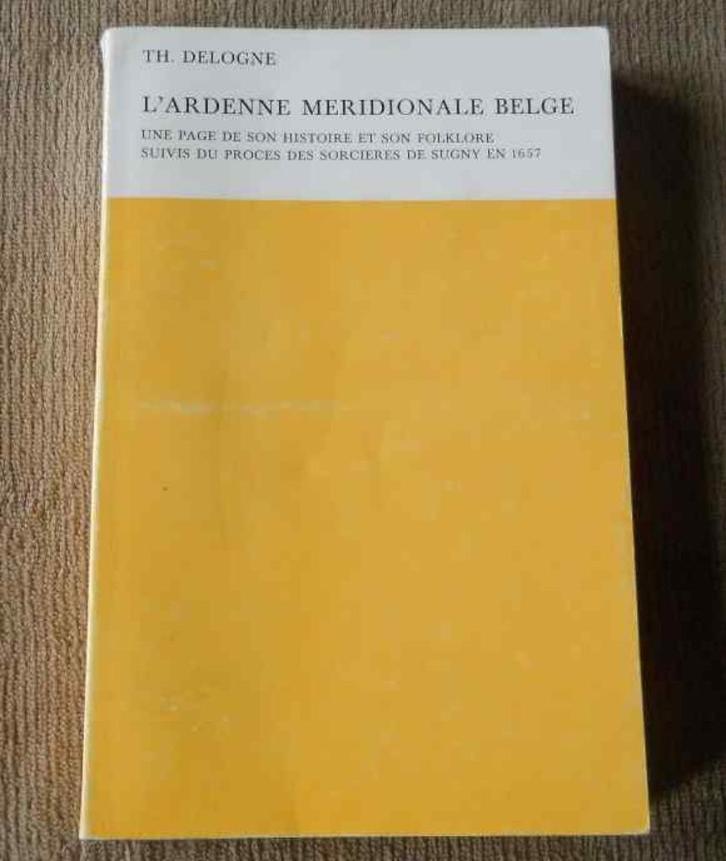 TH. DELOGNE
L'ARDENNE MERIDIONALE BELGE
UNE PAGE DE SON HISTOIRE ET SON FOLKLORE
SUIVIS DU PROCES DES SORCIERES DE SUGNY EN 1657